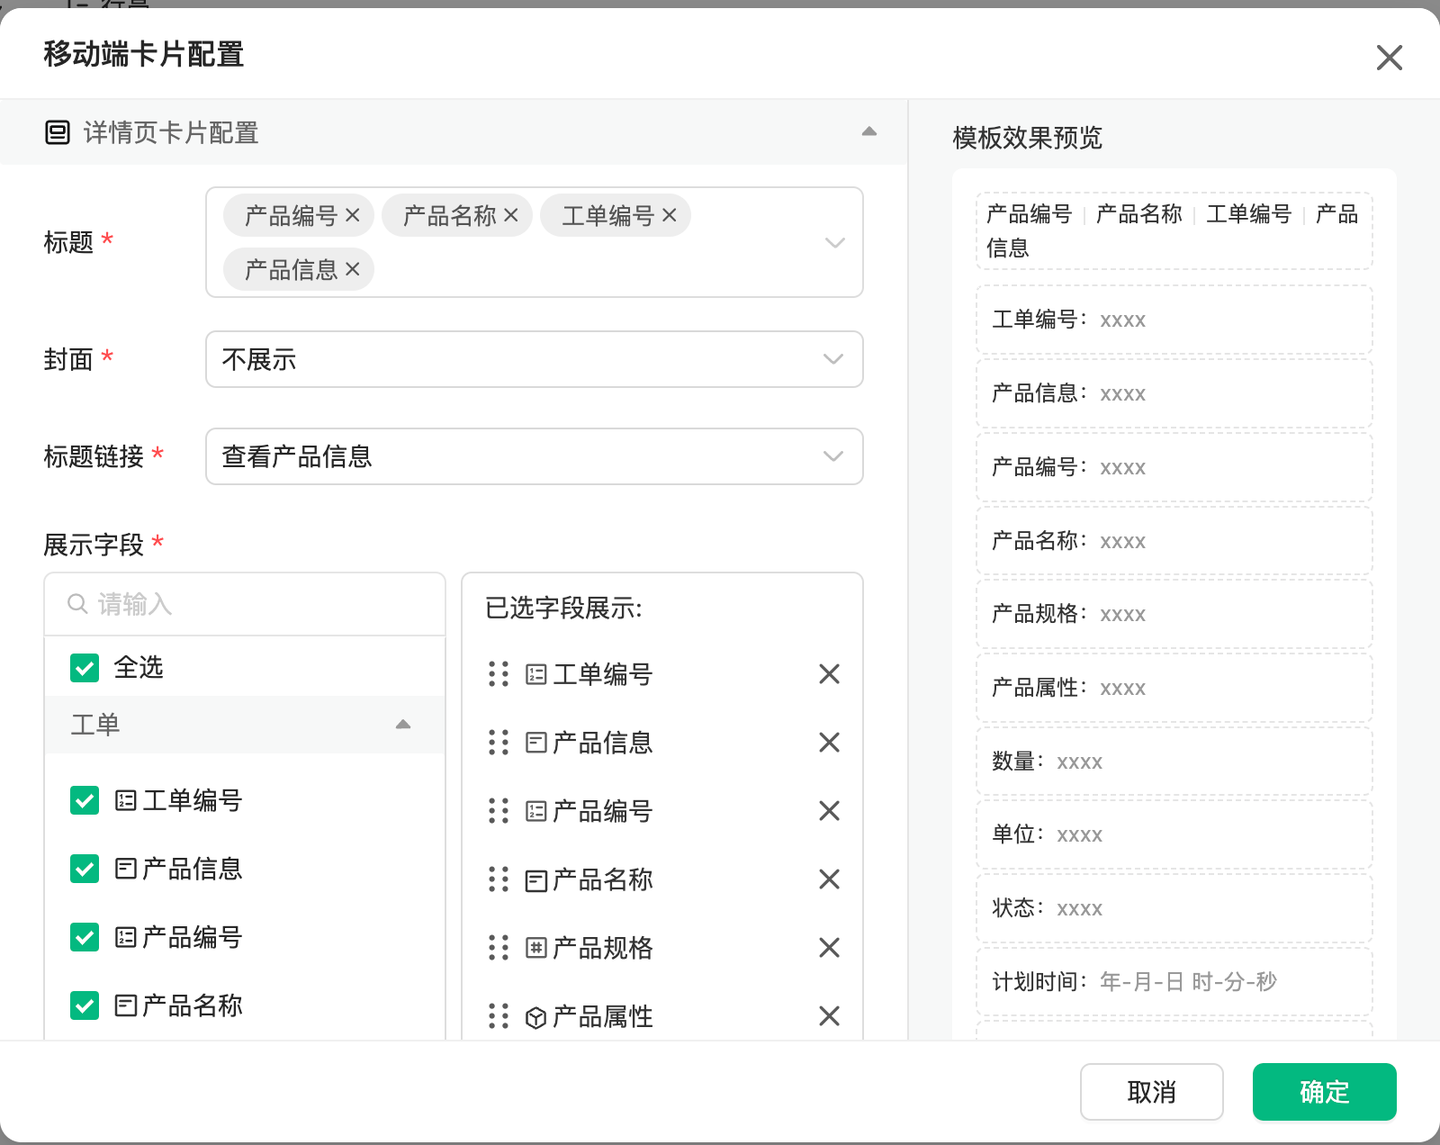 移动端卡片配置
详情页卡片配置
标题 *
产品编号 × 产品名称 × 工单编号 ×
产品信息 ×
封面 *
不展示
标题链接 *
查看产品信息
展示字段 *
请输入
全选
工单
工单编号
产品信息
产品编号
产品名称
已选字段展示:
工单编号
产品信息
产品编号
产品名称
产品规格
产品属性
模板效果预览
产品编号 | 产品名称 | 工单编号 | 产品
信息
工单编号： xxxx
产品信息： xxxx
产品编号： xxxx
产品名称： xxxx
产品规格： xxxx
产品属性： xxxx
数量： xxxx
单位： xxxx
状态： xxxx
计划时间： 年-月-日 时-分-秒
取消
确定